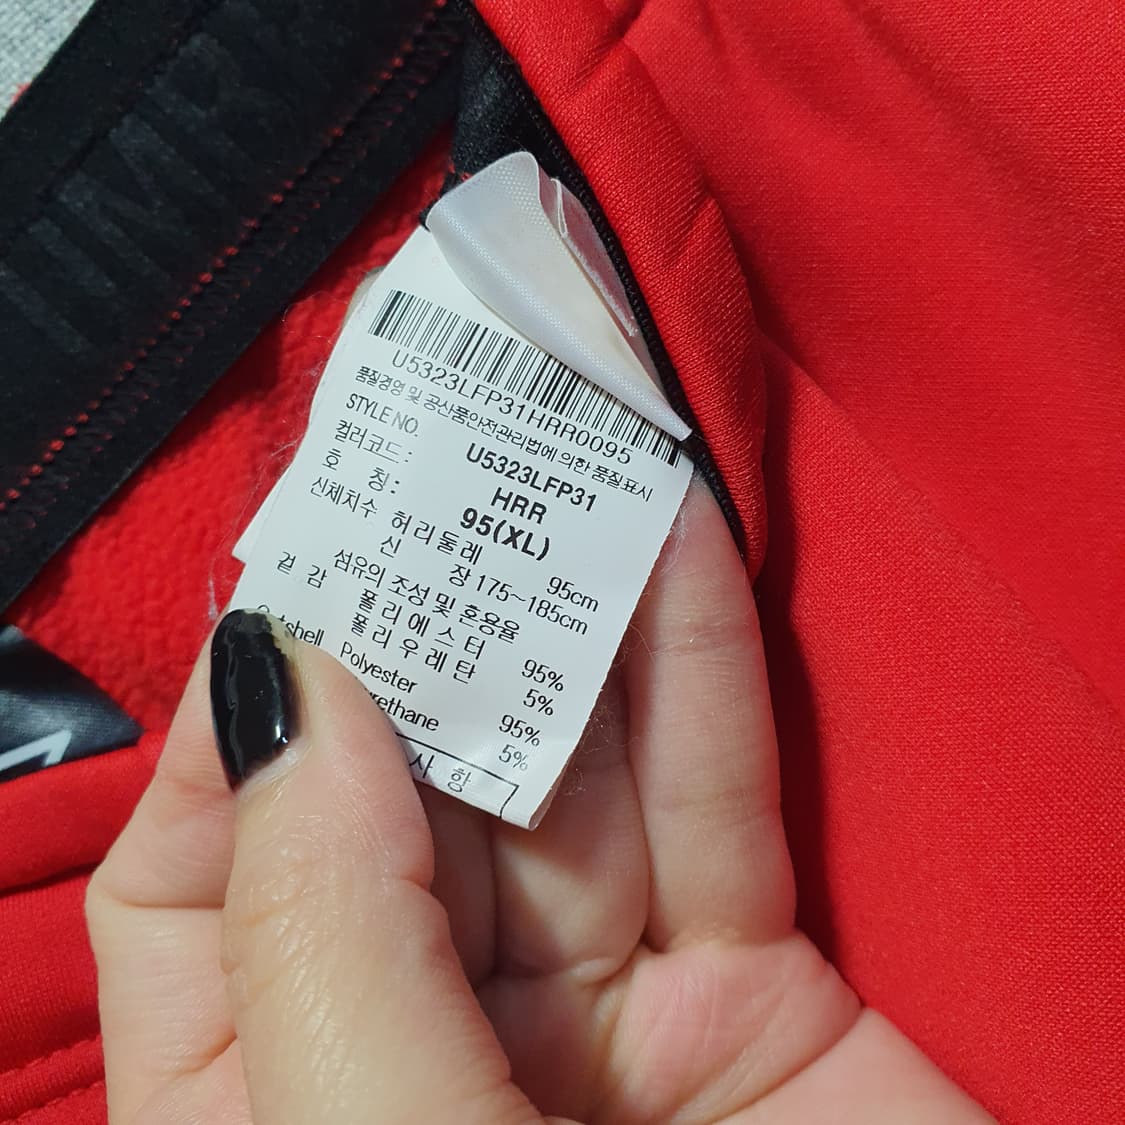 U5323LFP31HRR0095
품질경영 및 공산품안전관리법에 의한 품질표시
STYLE NO. U5323LFP31
컬러코드: HRR
호 칭: 95(XL)
신체치수 허리둘레 95cm
신 장 175~185cm
섬유의 조성 및 혼용율
겉 감 폴리에스터 95%
폴리우레탄 5%
Polyester 95%
5%
사항